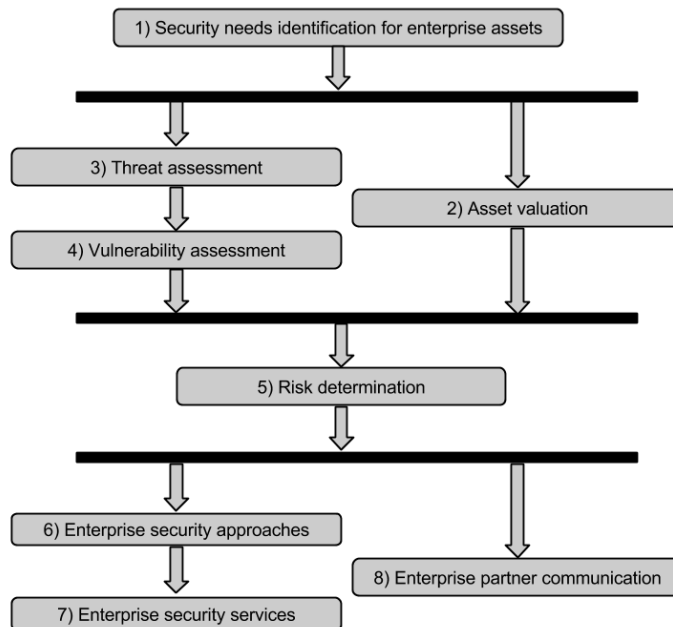 1) Security needs identification for enterprise assets
3) Threat assessment
2) Asset valuation
4) Vulnerability assessment
5) Risk determination
6) Enterprise security approaches
8) Enterprise partner communication
7) Enterprise security services